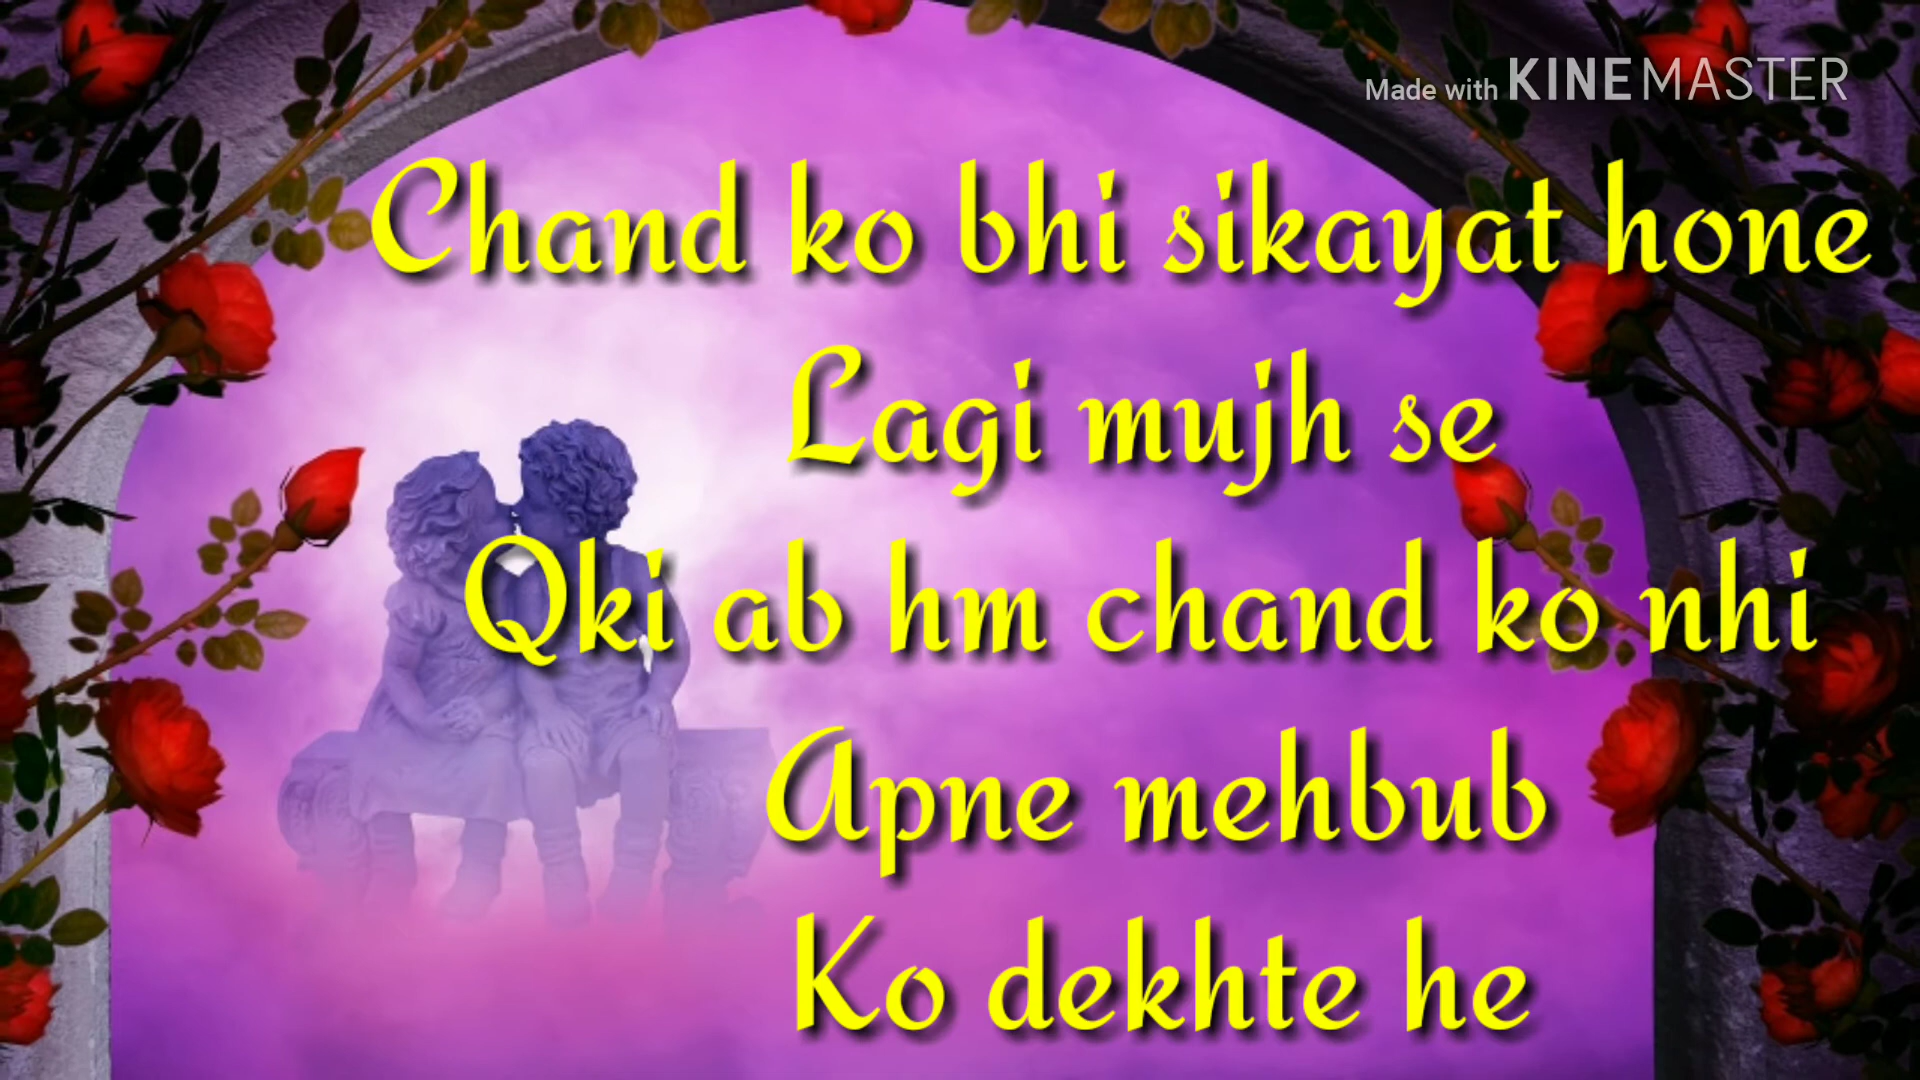 Made with KINEMASTER
Chand ko bhi sikayat hone
Lagi mujh se
Qki ab hm chand ko nhi
Apne mehbub
Ko dekhte he